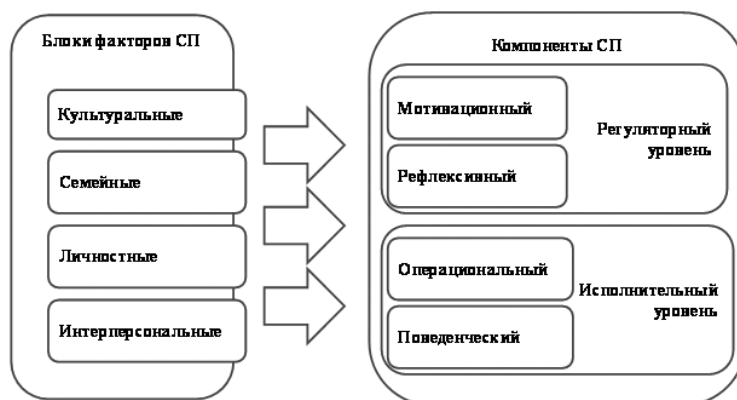 Блоки факторов СП
Культуральные
Семейные
Личностные
Интерперсональные
Компоненты СП
Мотивационный
Рефлексивный
Регуляторный
уровень
Операциональный
Поведенческий
Исполнительный
уровень